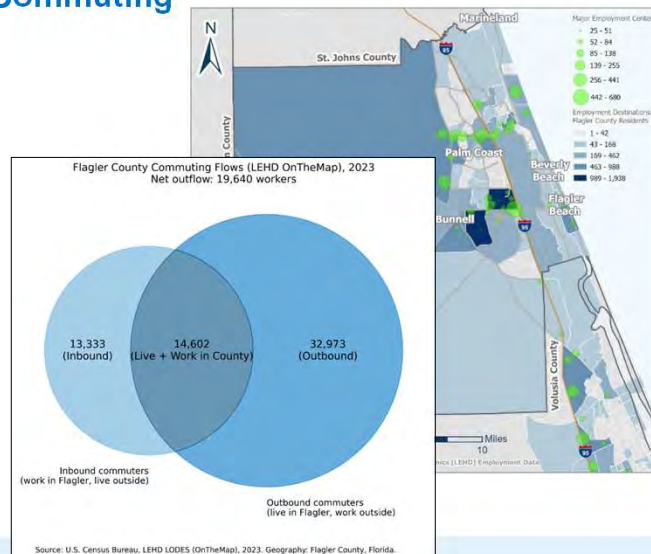 Commuting
N
Marineland
95
St. Johns County
Major Employment Center
25 - 51
52 - 84
85 - 138
139 - 255
256 - 441
442 - 680
Employment Destinations
Flagler County Residents
1 - 42
43 - 168
169 - 462
463 - 988
989 - 1,938
County
Palm Coast
Beverly
Beach
Flagler
Beach
Bunnell
95
Volusia County
Miles
10
(LEHD) Employment Data
95
Flagler County Commuting Flows (LEHD OnTheMap), 2023
Net outflow: 19,640 workers
13,333
(Inbound)
14,602
(Live + Work in County)
32,973
(Outbound)
Inbound commuters
(work in Flagler, live outside)
Outbound commuters
(live in Flagler, work outside)
Source: U.S. Census Bureau, LEHD LODES (OnTheMap), 2023. Geography: Flagler County, Florida.